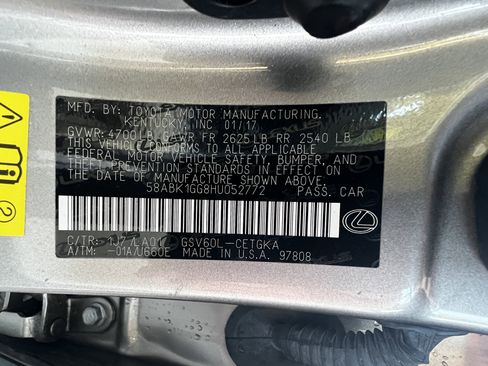 MFD. BY: TOYOTA MOTOR MANUFACTURING,
KENTUCKY, INC. 01/17
GVWR: 4700LB GAWR FR 2625LB RR 2540 LB
THIS VEHICLE CONFORMS TO ALL APPLICABLE
FEDERAL MOTOR VEHICLE SAFETY, BUMPER, AND
THEFT PREVENTION STANDARDS IN EFFECT ON
THE DATE OF MANUFACTURE SHOWN ABOVE.
58ABK1GG8HU052772 PASS. CAR
C/TR: 1J7/LA07 GSV60L-CETGKA
A/TM: -01A/U660E MADE IN U.S.A. 97808
2